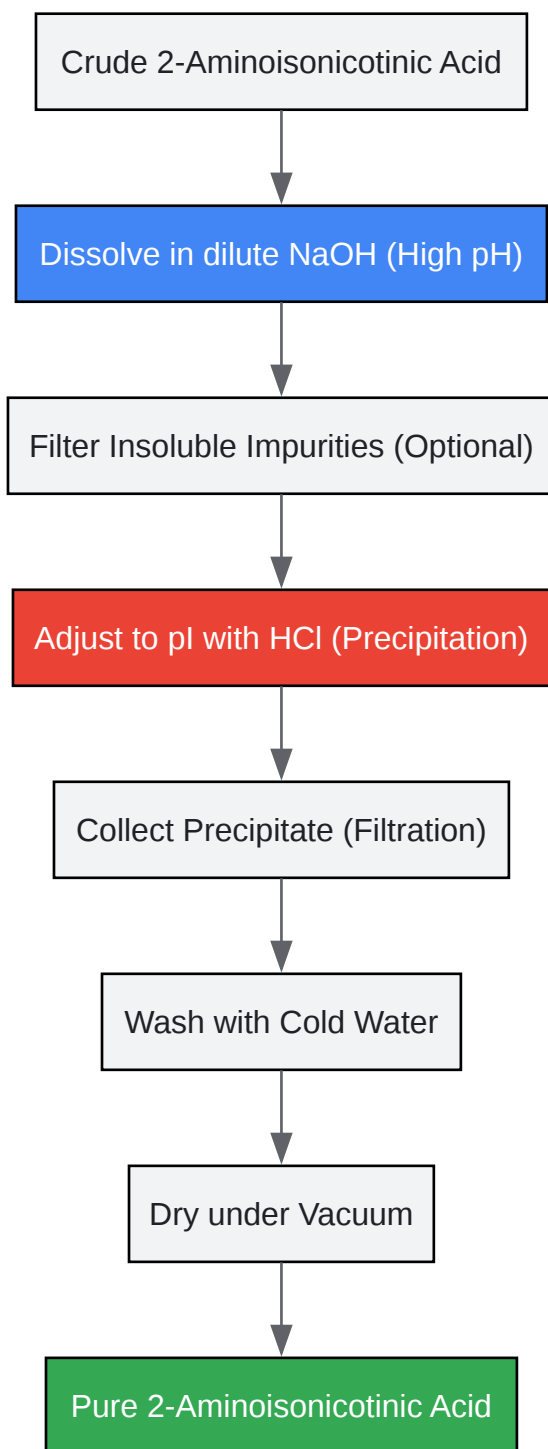 Crude 2-Aminoisonicotinic Acid
Dissolve in dilute NaOH (High pH)
Filter Insoluble Impurities (Optional)
Adjust to pI with HCl (Precipitation)
Collect Precipitate (Filtration)
Wash with Cold Water
Dry under Vacuum
Pure 2-Aminoisonicotinic Acid